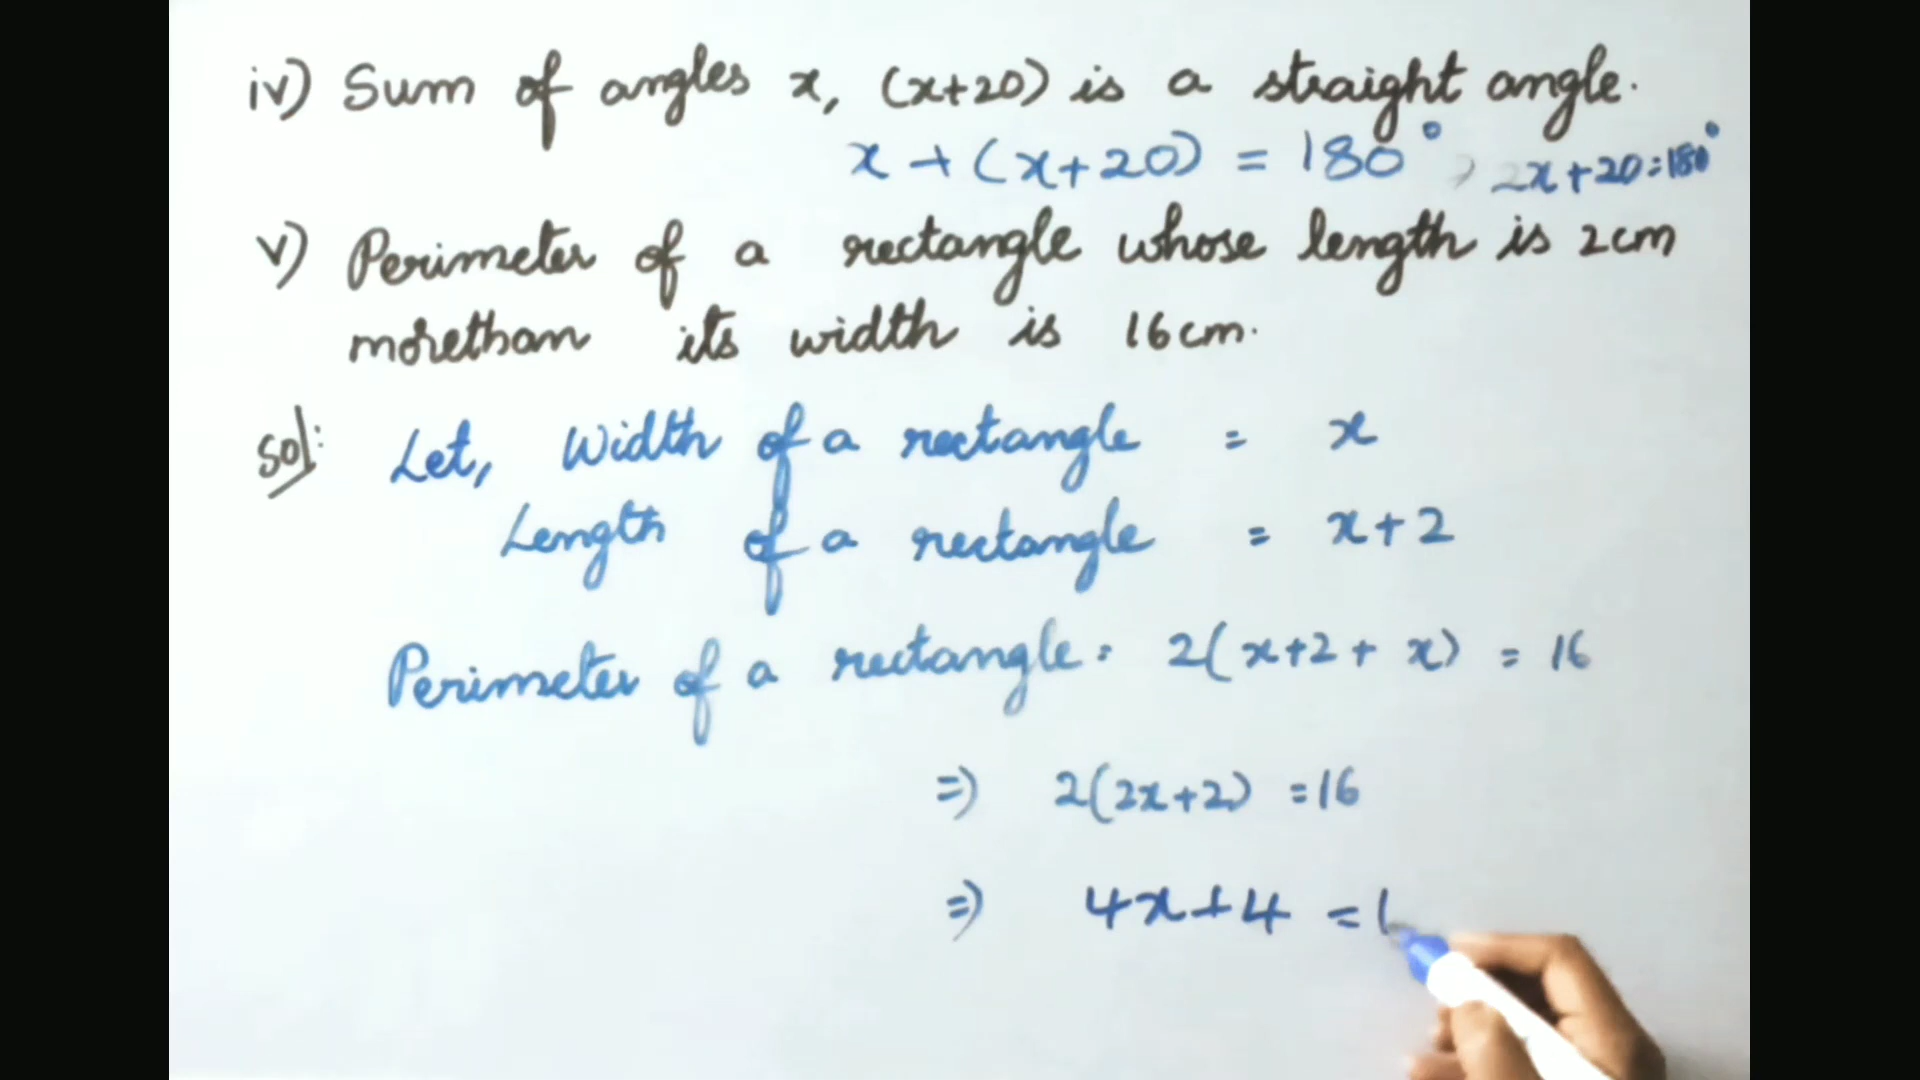 iv) Sum of angles x, (x+20) is a straight angle.
x + (x+20) = 180° , 2x+20=180°
v) Perimeter of a rectangle whose length is 2cm
morethan its width is 16cm.
Sol: Let, Width of a rectangle = x
Length of a rectangle = x+2
Perimeter of a rectangle = 2(x+2+x) = 16
=> 2(2x+2) =16
=> 4x+4 =1